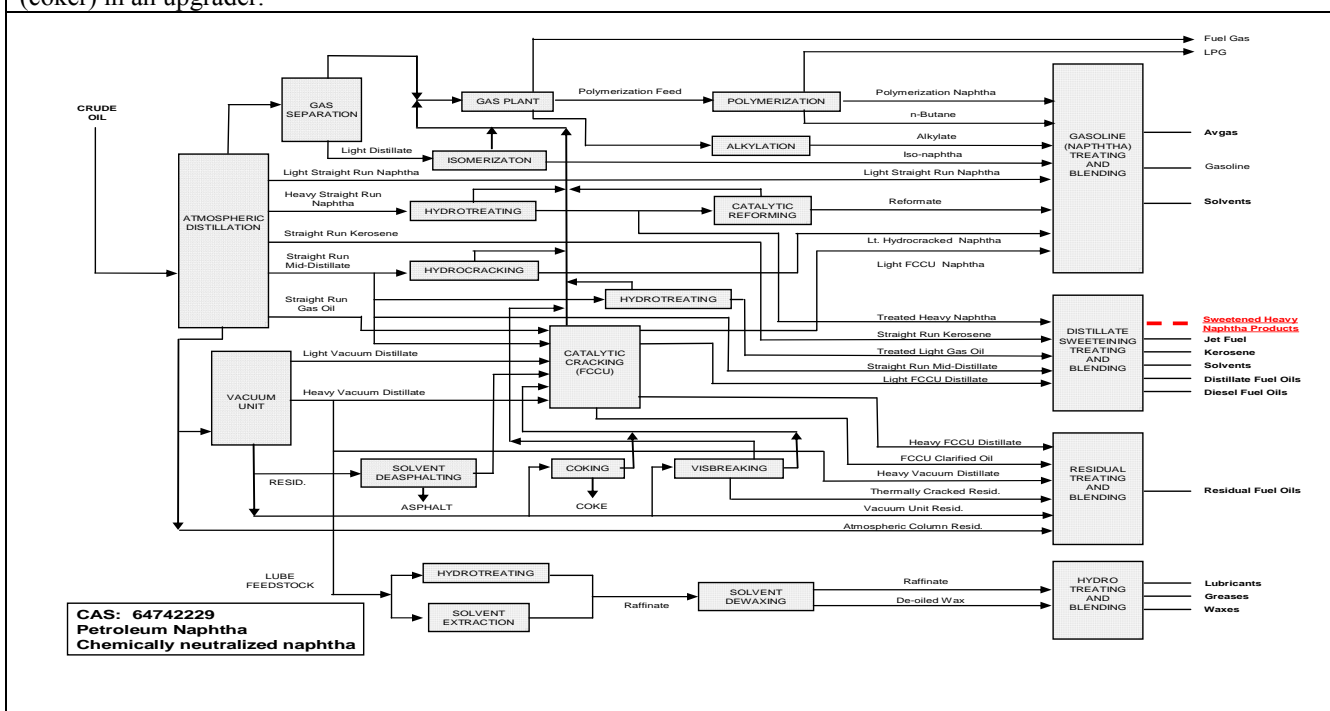 (coker) in an upgrader.
Fuel Gas
LPG
CRUDE
OIL
GAS
SEPARATION
GAS PLANT
Polymerization Feed
POLYMERIZATION
Polymerization Naphtha
n-Butane
Light Distillate
ISOMERIZATON
ALKYLATION
Alkylate
Iso-naphtha
GASOLINE
(NAPTHTHA)
TREATING
AND
BLENDING
Avgas
Gasoline
Solvents
ATMOSPHERIC
DISTILLATION
Light Straight Run Naphtha
Light Straight Run Naphtha
Heavy Straight Run
Naphtha
HYDROTREATING
CATALYTIC
REFORMING
Reformate
Straight Run Kerosene
Lt. Hydrocracked Naphtha
Straight Run
Mid-Distillate
HYDROCRACKING
Light FCCU Naphtha
Straight Run
Gas Oil
HYDROTREATING
Treated Heavy Naphtha
Straight Run Kerosene
Treated Light Gas Oil
Straight Run Mid-Distillate
Light FCCU Distillate
DISTILLATE
SWEETEINING
TREATING
AND
BLENDING
Sweetened Heavy
Naphtha Products
Jet Fuel
Kerosene
Solvents
Distillate Fuel Oils
Diesel Fuel Oils
CATALYTIC
CRACKING
(FCCU)
VACUUM
UNIT
Light Vacuum Distillate
Heavy Vacuum Distillate
RESID.
SOLVENT
DEASPHALTING
ASPHALT
COKING
COKE
VISBREAKING
Heavy FCCU Distillate
FCCU Clarified Oil
Heavy Vacuum Distillate
Thermally Cracked Resid.
Vacuum Unit Resid.
Atmospheric Column Resid.
RESIDUAL
TREATING
AND
BLENDING
Residual Fuel Oils
LUBE
FEEDSTOCK
HYDROTREATING
SOLVENT
EXTRACTION
Raffinate
SOLVENT
DEWAXING
Raffinate
De-oiled Wax
HYDRO
TREATING
AND
BLENDING
Lubricants
Greases
Waxes
CAS: 64742229
Petroleum Naphtha
Chemically neutralized naphtha